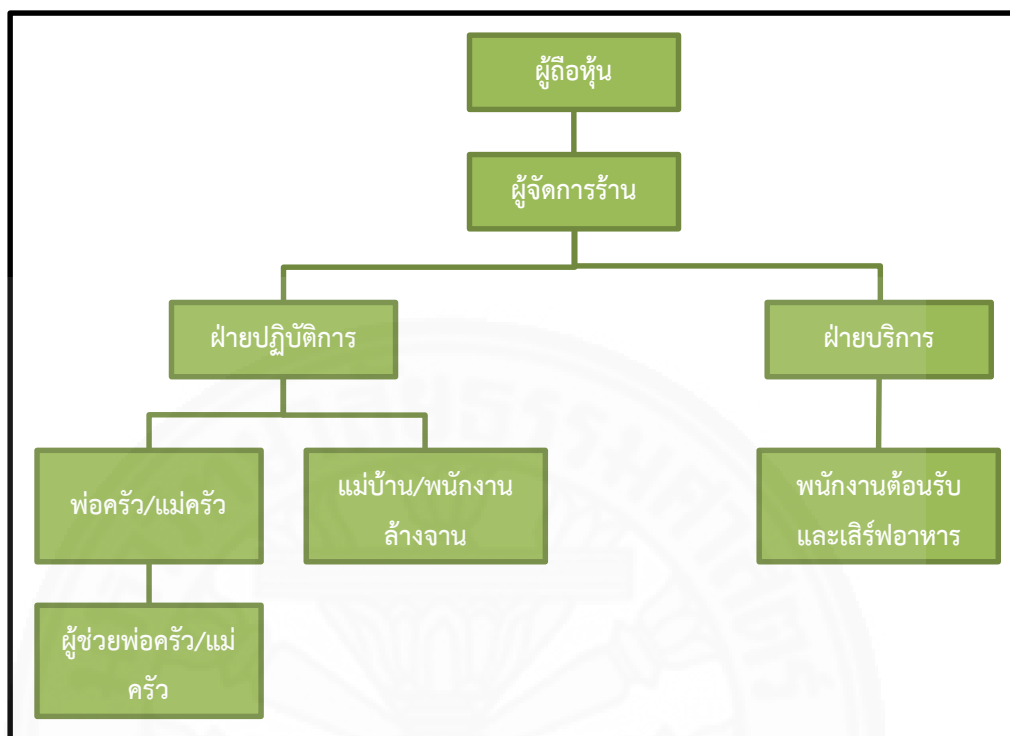 ผู้ถือหุ้น
ผู้จัดการร้าน
ฝ่ายปฏิบัติการ
ฝ่ายบริการ
พ่อครัว/แม่ครัว
แม่บ้าน/พนักงาน
ล้างจาน
พนักงานต้อนรับ
และเสิร์ฟอาหาร
ผู้ช่วยพ่อครัว/แม่
ครัว